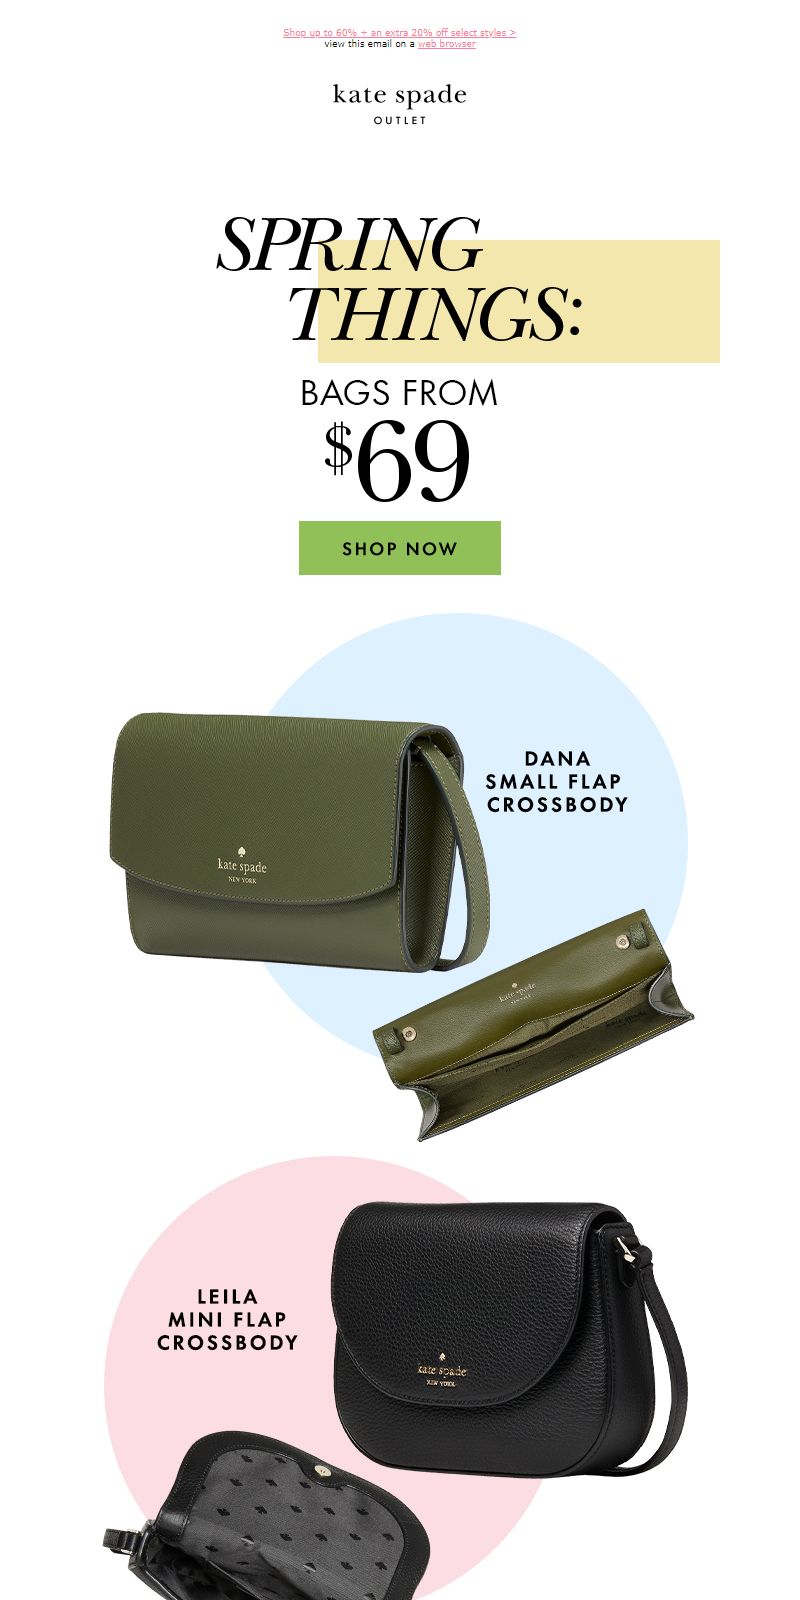 Shop up to 60% + an extra 20% off select styles >
view this email on a web browser
kate spade
OUTLET
SPRING
THINGS:
BAGS FROM
$69
SHOP NOW
DANA
SMALL FLAP
CROSSBODY
kate spade
NEW YORK
kate spade
NEW YORK
LEILA
MINI FLAP
CROSSBODY
kate spade
NEW YORK